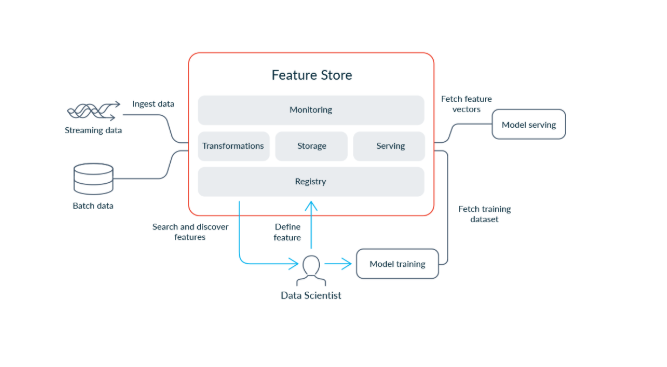 Feature Store
Monitoring
Transformations
Storage
Serving
Registry
Ingest data
Streaming data
Batch data
Fetch feature
vectors
Model serving
Fetch training
dataset
Search and discover
features
Define
feature
Model training
Data Scientist